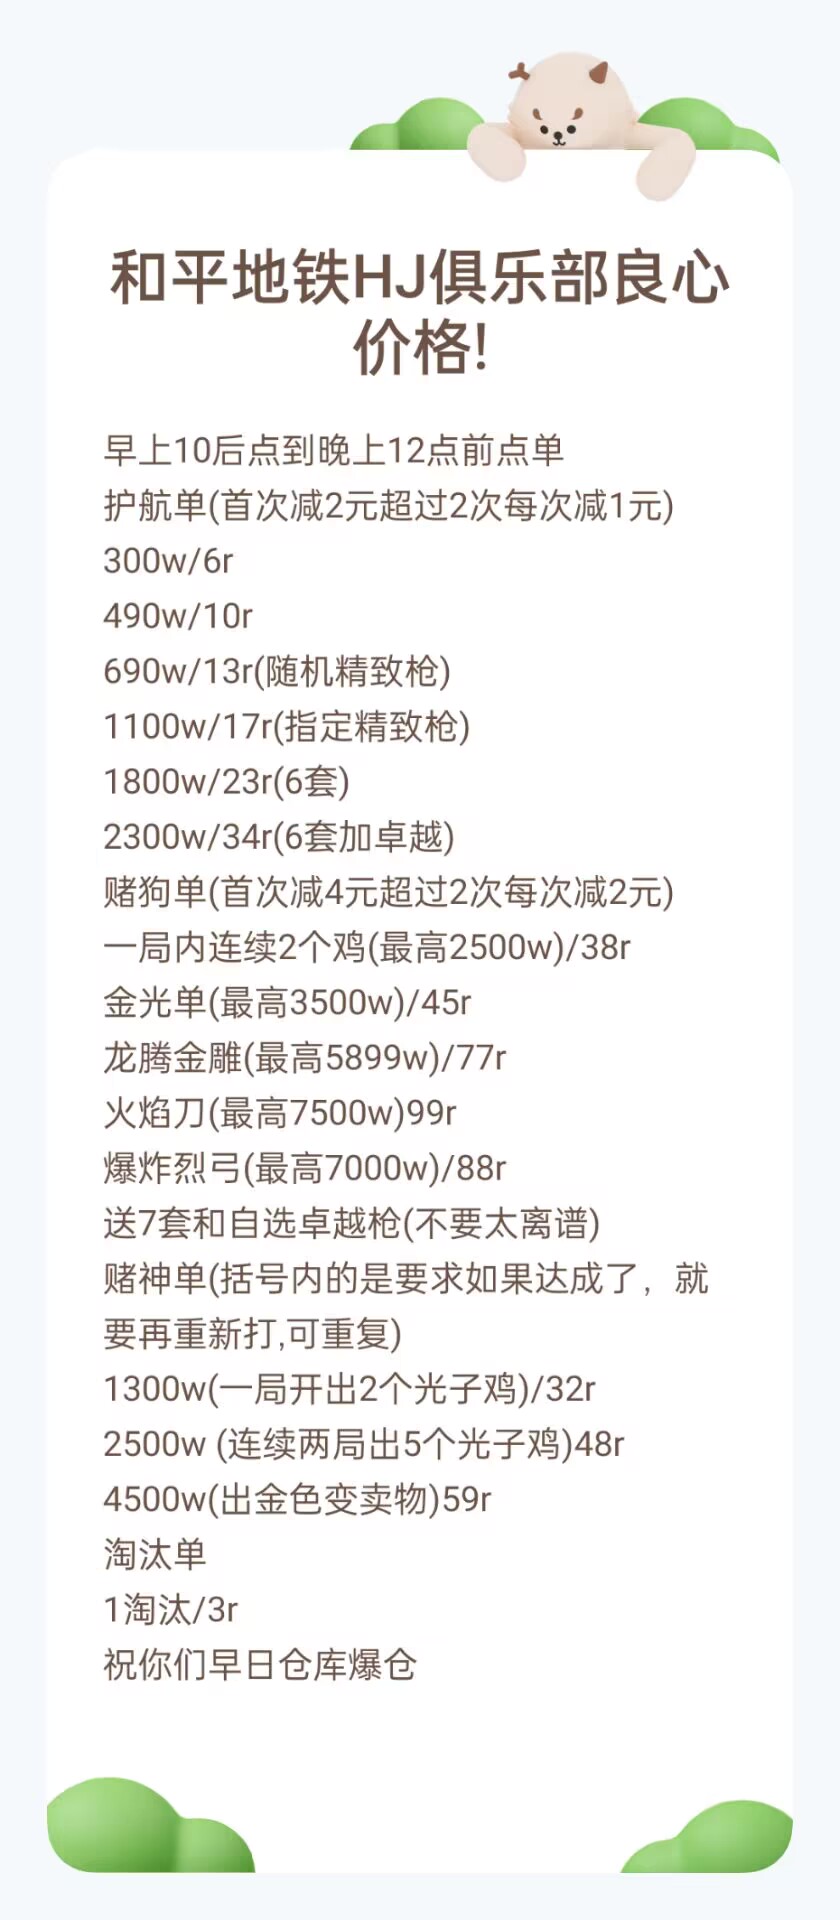 和平地铁HJ俱乐部良心
价格!
早上10后点到晚上12点前点单
护航单(首次减2元超过2次每次减1元)
300w/6r
490w/10r
690w/13r(随机精致枪)
1100w/17r(指定精致枪)
1800w/23r(6套)
2300w/34r(6套加卓越)
赌狗单(首次减4元超过2次每次减2元)
一局内连续2个鸡(最高2500w)/38r
金光单(最高3500w)/45r
龙腾金雕(最高5899w)/77r
火焰刀(最高7500w)99r
爆炸烈弓(最高7000w)/88r
送7套和自选卓越枪(不要太离谱)
赌神单(括号内的是要求如果达成了，就
要再重新打,可重复)
1300w(一局开出2个光子鸡)/32r
2500w (连续两局出5个光子鸡)48r
4500w(出金色变卖物)59r
淘汰单
1淘汰/3r
祝你们早日仓库爆仓